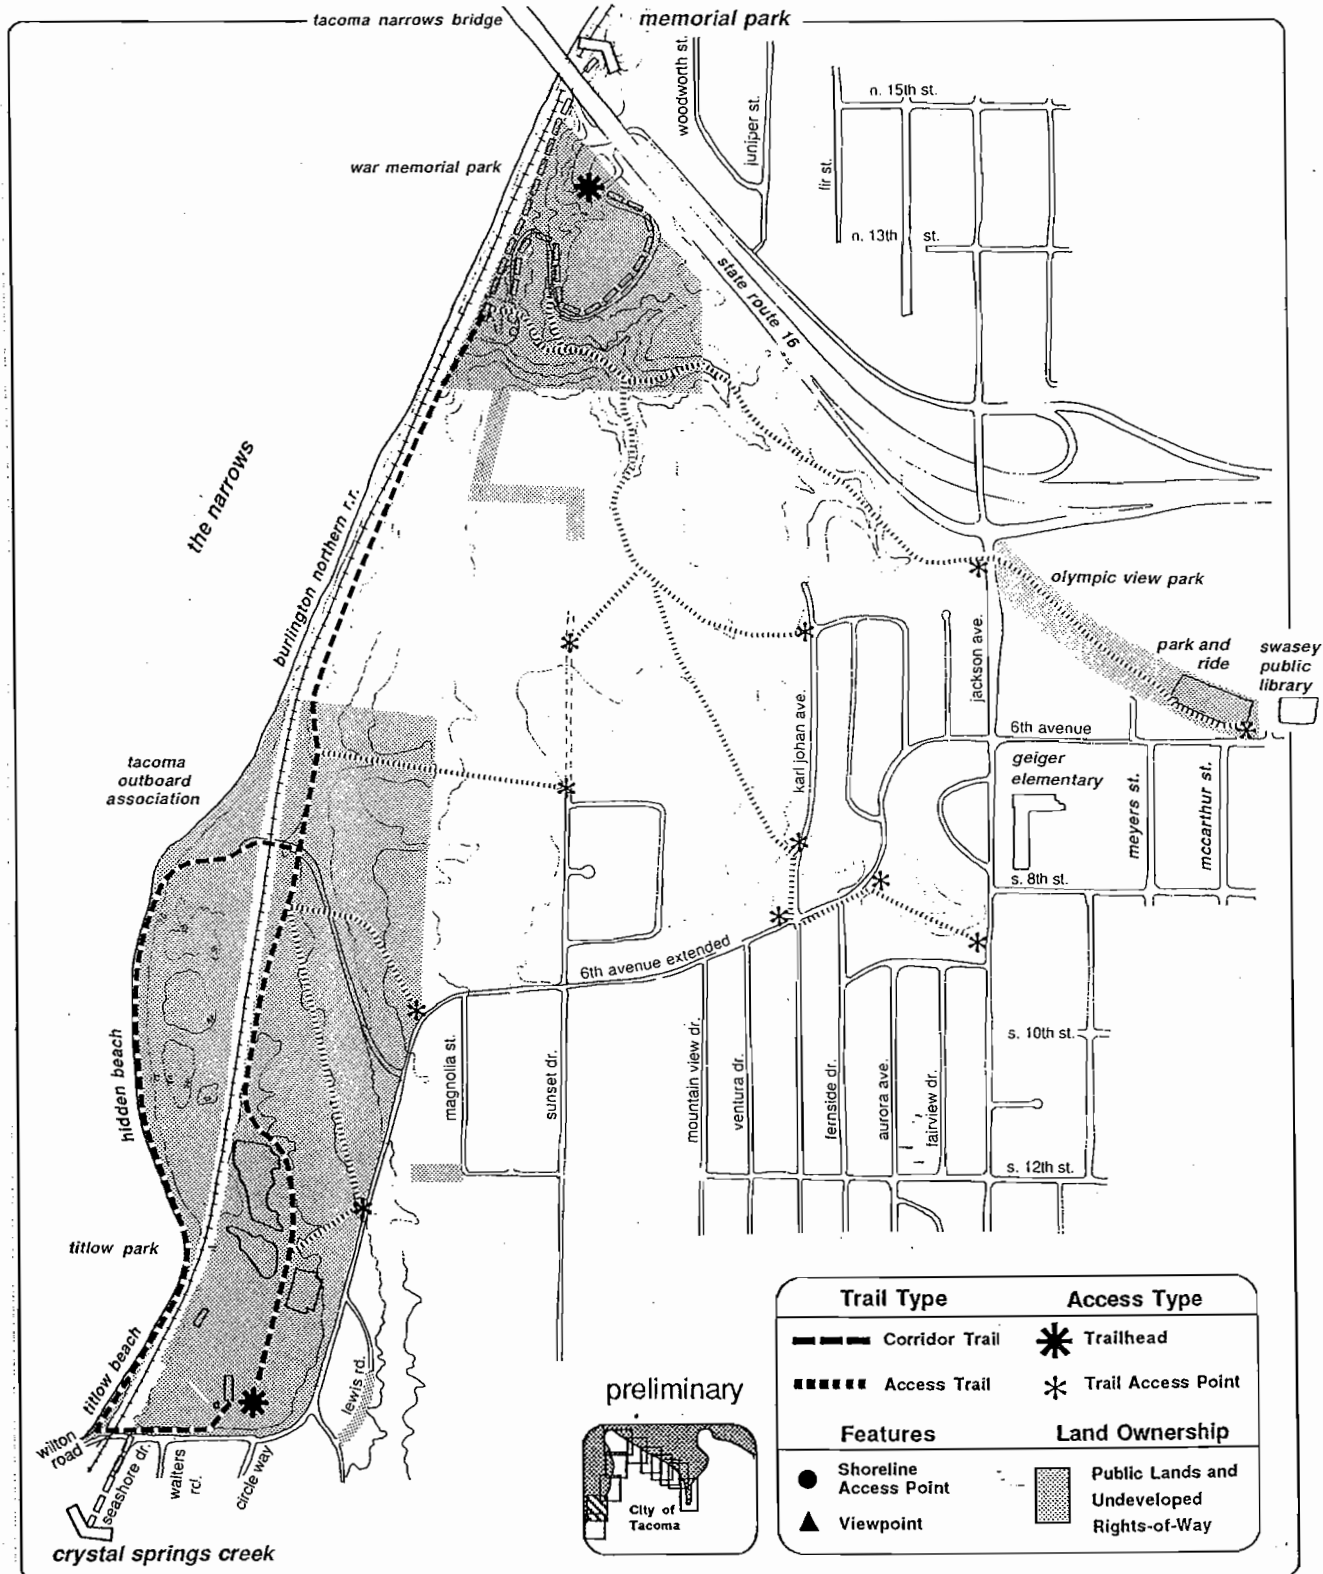 tacoma narrows bridge
memorial park
woodworth st.
juniper st.
n. 15th st.
fir st.
war memorial park
n. 13th st.
state route 16
the narrows
burlington northern r.r.
olympic view park
park and
ride
swasey
public
library
jackson ave.
karl johan ave.
6th avenue
geiger
elementary
meyers st.
mccarthur st.
tacoma
outboard
association
s. 8th st.
6th avenue extended
hidden beach
magnolia st.
sunset dr.
mountain view dr.
ventura dr.
fernside dr.
aurora ave.
fairview dr.
s. 10th st.
s. 12th st.
titlow park
titlow beach
lewis rd.
wilton
road
seashore dr.
walters
rd.
circle way
crystal springs creek
preliminary
City of
Tacoma
Trail Type
Access Type
Corridor Trail
Trailhead
Access Trail
Trail Access Point
Features
Land Ownership
Shoreline
Access Point
Viewpoint
Public Lands and
Undeveloped
Rights-of-Way